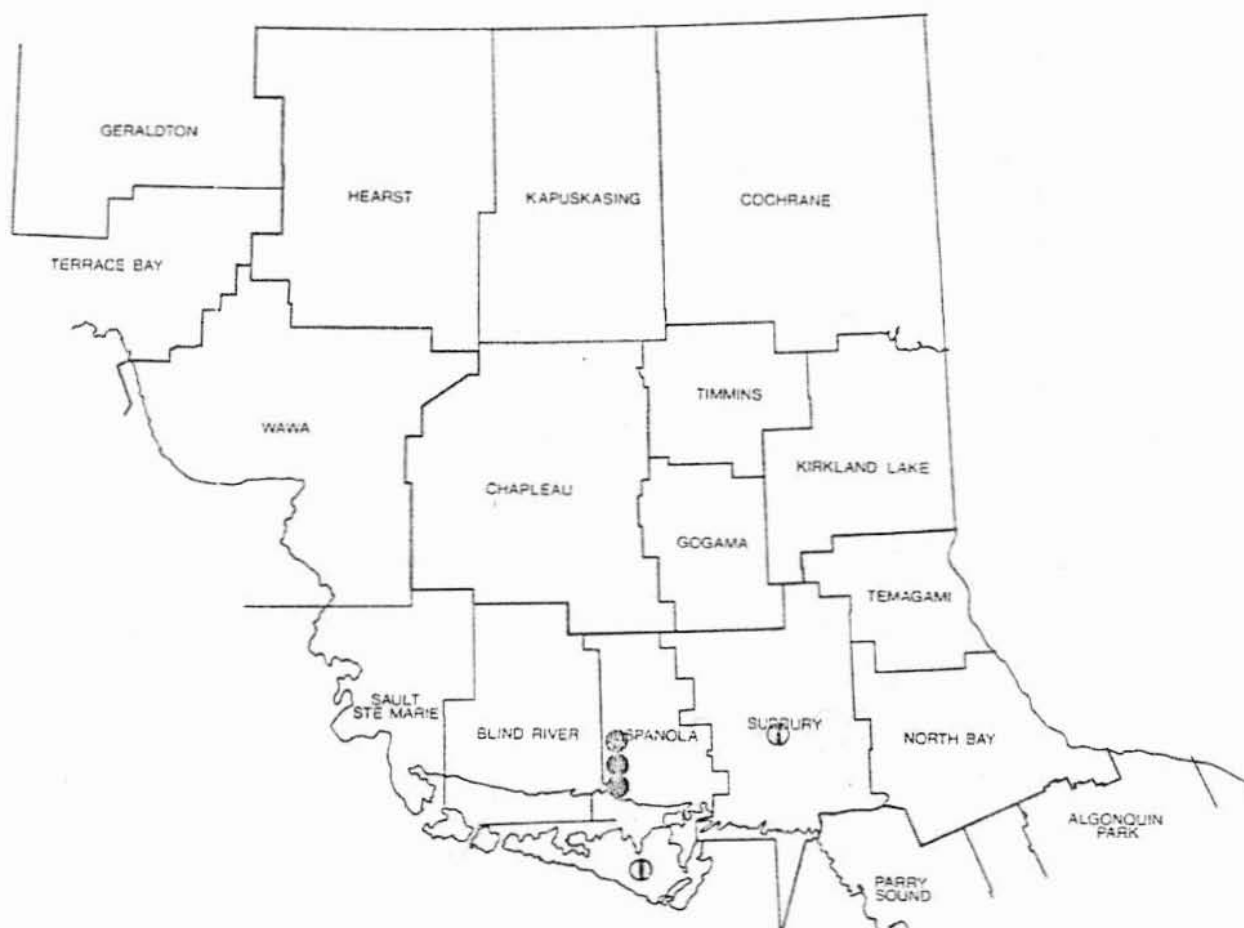 GERALDTON
HEARST
KAPUSKASING
COCHRANE
TERRACE BAY
TIMMINS
WAWA
KIRKLAND LAKE
CHAPLEAU
GOGAMA
TEMAGAMI
SAULT
STE MARIE
BLIND RIVER
SPANOLA
SUDBURY
NORTH BAY
ALGONQUIN
PARK
PARRY
SOUND